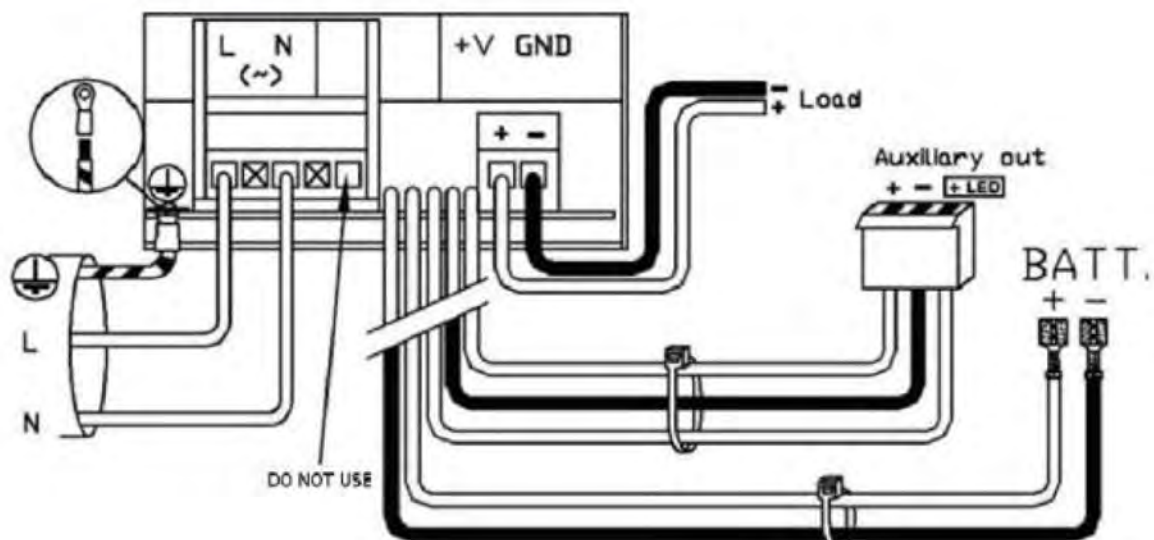 L N
(~)
+V GND
+ -
- 
+ Load
Auxiliary out
+ - + LED
BATT.
+ -
L
N
DO NOT USE